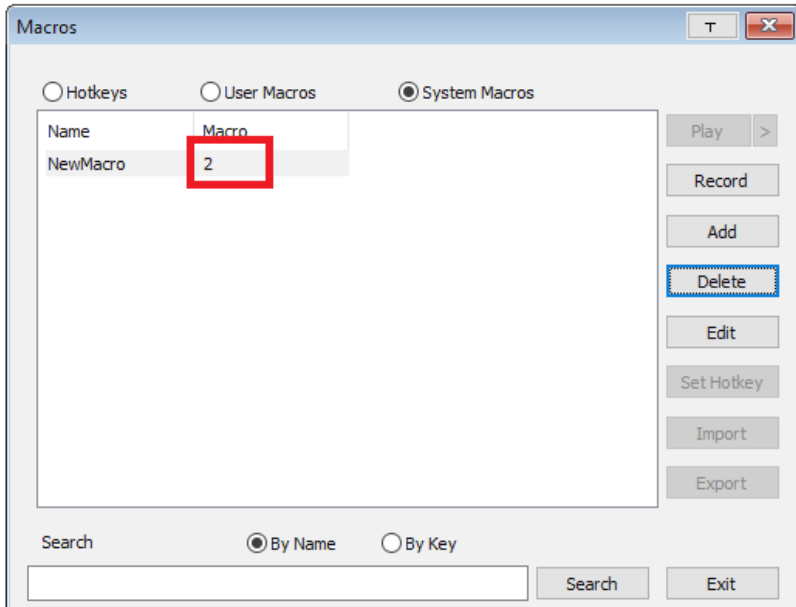 Macros
Hotkeys User Macros System Macros
Name Macro
NewMacro 2
Play >
Record
Add
Delete
Edit
Set Hotkey
Import
Export
Search By Name By Key
Search Exit